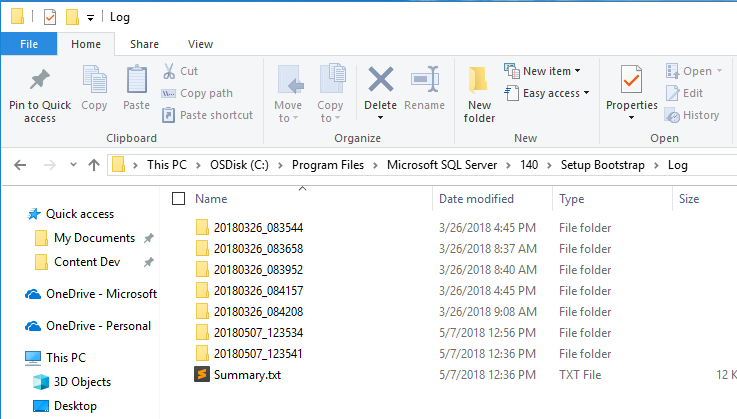 Log
File Home Share View
Pin to Quick access
Copy
Paste
Cut
Copy path
Paste shortcut
Clipboard
Move to
Copy to
Delete
Rename
Organize
New folder
New item
Easy access
New
Properties
Open
Edit
History
Open
This PC OSDisk (C:) Program Files Microsoft SQL Server 140 Setup Bootstrap Log
Quick access
My Documents
Content Dev
OneDrive - Microsoft
OneDrive - Personal
This PC
3D Objects
Desktop
Name Date modified Type Size
20180326_083544 3/26/2018 4:45 PM File folder
20180326_083658 3/26/2018 8:37 AM File folder
20180326_083952 3/26/2018 8:40 AM File folder
20180326_084157 3/26/2018 4:45 PM File folder
20180326_084208 3/26/2018 9:08 AM File folder
20180507_123534 5/7/2018 12:56 PM File folder
20180507_123541 5/7/2018 12:36 PM File folder
Summary.txt 5/7/2018 12:36 PM TXT File 12 K